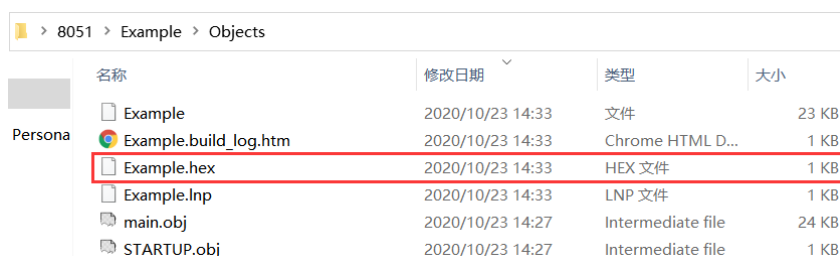 8051 > Example > Objects
名称 修改日期 类型 大小
Example 2020/10/23 14:33 文件 23 KB
Persona
Example.build_log.htm 2020/10/23 14:33 Chrome HTML D... 1 KB
Example.hex 2020/10/23 14:33 HEX 文件 1 KB
Example.lnp 2020/10/23 14:33 LNP 文件 1 KB
main.obj 2020/10/23 14:27 Intermediate file 24 KB
STARTUP.obj 2020/10/23 14:27 Intermediate file 1 KB